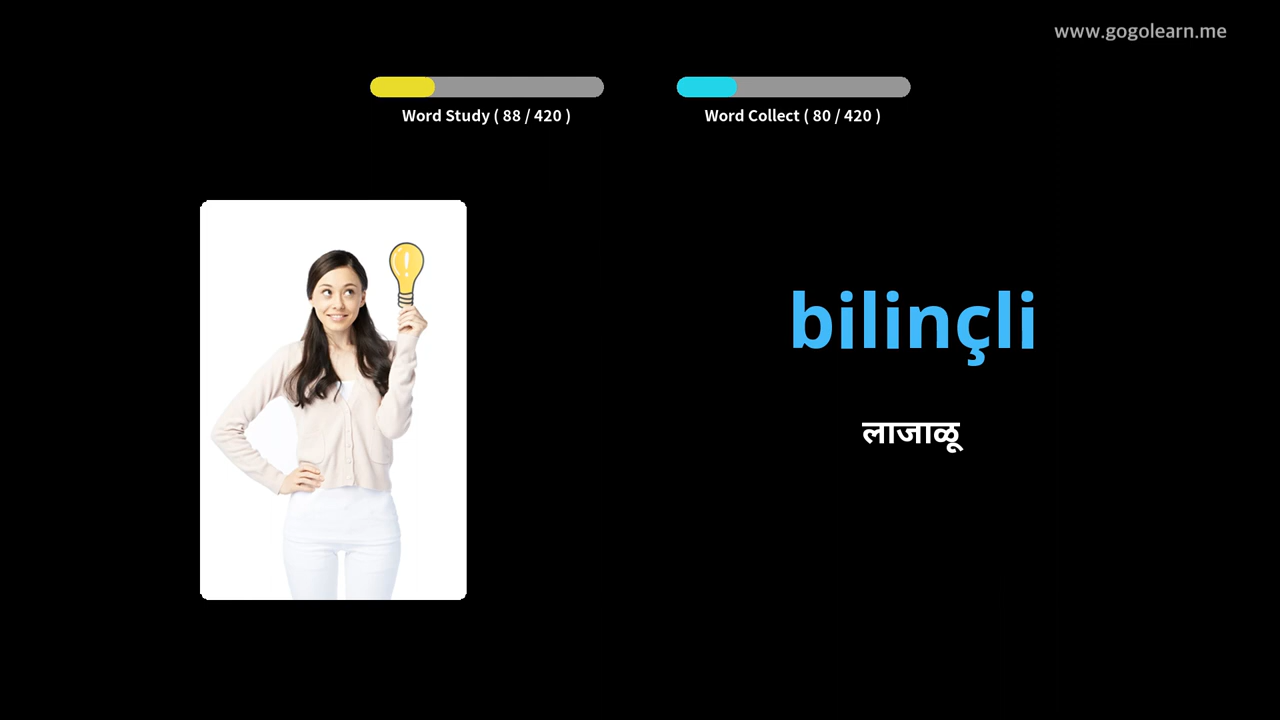 www.gogolearn.me
Word Study ( 88 / 420 )
Word Collect ( 80 / 420 )
bilinçli
लाजाळू